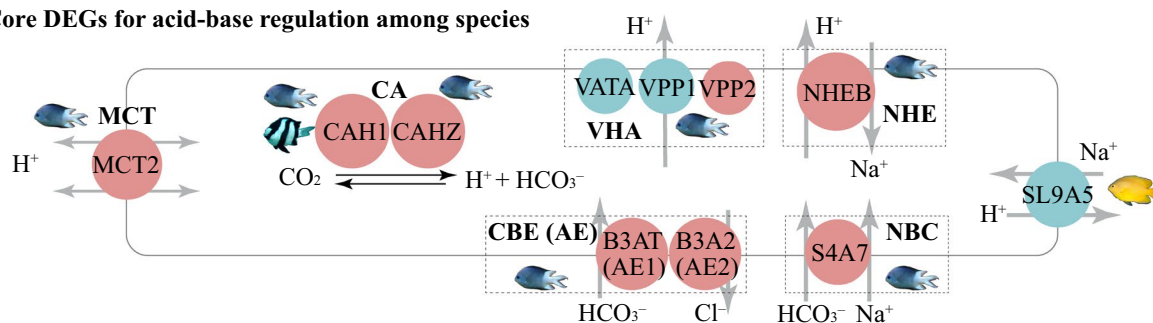 Core DEGs for acid-base regulation among species
H⁺
H⁺
VATA
VPP1
VPP2
NHEB
CA
MCT
CAH1
CAHZ
VHA
NHE
H⁺
MCT2
CO₂
H⁺ + HCO₃⁻
Na⁺
Na⁺
SL9A5
H⁺
CBE (AE)
B3AT
(AE1)
B3A2
(AE2)
S4A7
NBC
HCO₃⁻
Cl⁻
HCO₃⁻
Na⁺